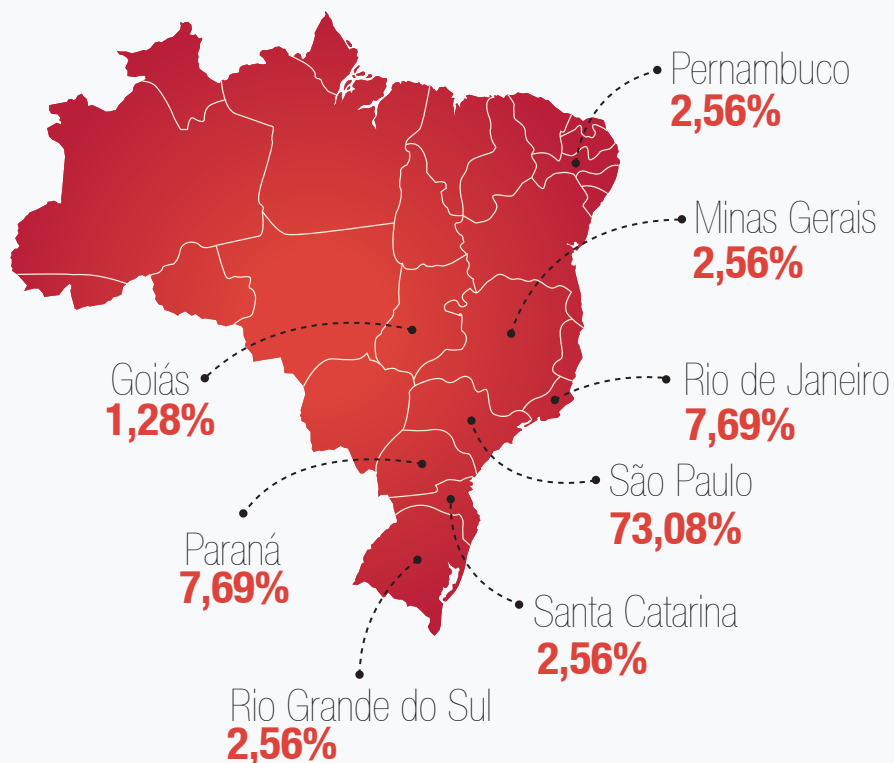 Pernambuco
2,56%
Minas Gerais
2,56%
Goiás
1,28%
Rio de Janeiro
7,69%
São Paulo
73,08%
Paraná
7,69%
Santa Catarina
2,56%
Rio Grande do Sul
2,56%